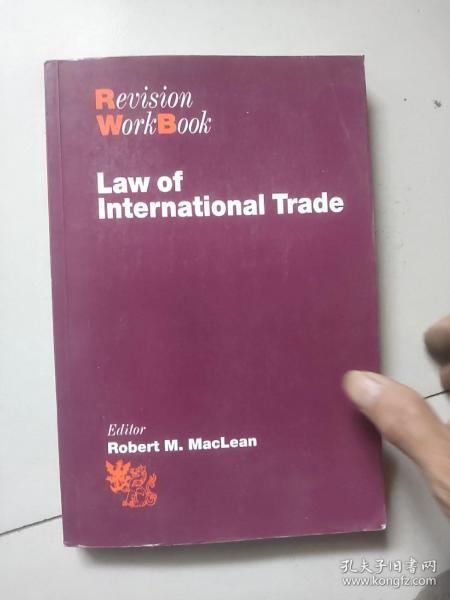 Revision
WorkBook
Law of
International Trade
Editor
Robert M. MacLean
孔夫子旧书网
www.kongfz.com